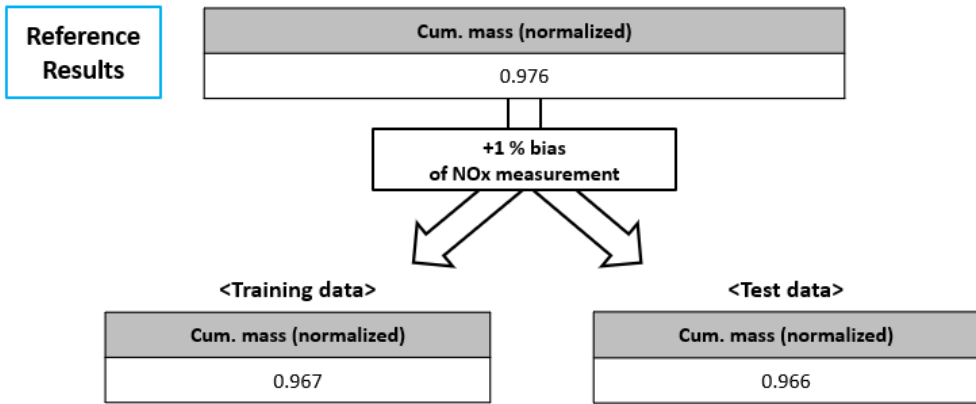 Reference
Results
Cum. mass (normalized)
0.976
+1 % bias
of NOx measurement
<Training data>
<Test data>
Cum. mass (normalized)
Cum. mass (normalized)
0.967
0.966